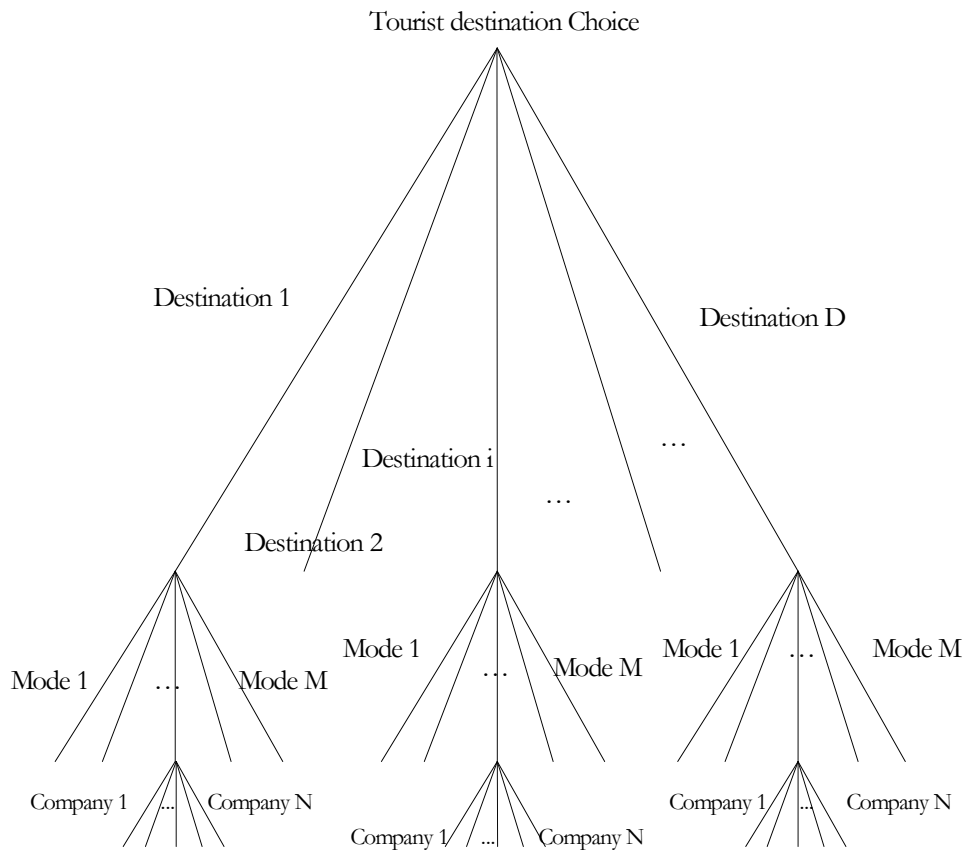 Tourist destination Choice
Destination 1
Destination D
…
Destination i
…
Destination 2
Mode 1
…
Mode M
Mode 1
…
Mode M
Mode 1
…
Mode M
Company 1
...
Company N
Company 1
...
Company N
Company 1
...
Company N